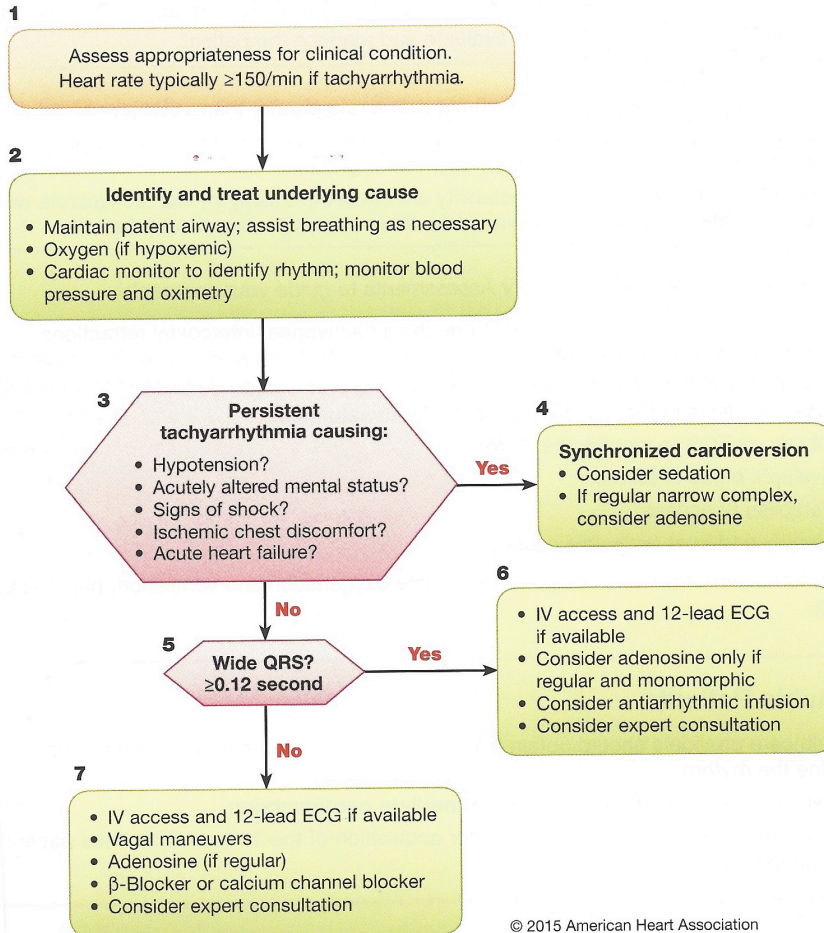 1
Assess appropriateness for clinical condition.
Heart rate typically ≥150/min if tachyarrhythmia.
2
Identify and treat underlying cause
• Maintain patent airway; assist breathing as necessary
• Oxygen (if hypoxemic)
• Cardiac monitor to identify rhythm; monitor blood
pressure and oximetry
3
Persistent
tachyarrhythmia causing:
• Hypotension?
• Acutely altered mental status?
• Signs of shock?
• Ischemic chest discomfort?
• Acute heart failure?
Yes
4
Synchronized cardioversion
• Consider sedation
• If regular narrow complex,
consider adenosine
No
5
Wide QRS?
≥0.12 second
Yes
6
• IV access and 12-lead ECG
if available
• Consider adenosine only if
regular and monomorphic
• Consider antiarrhythmic infusion
• Consider expert consultation
No
7
• IV access and 12-lead ECG if available
• Vagal maneuvers
• Adenosine (if regular)
• β-Blocker or calcium channel blocker
• Consider expert consultation
© 2015 American Heart Association